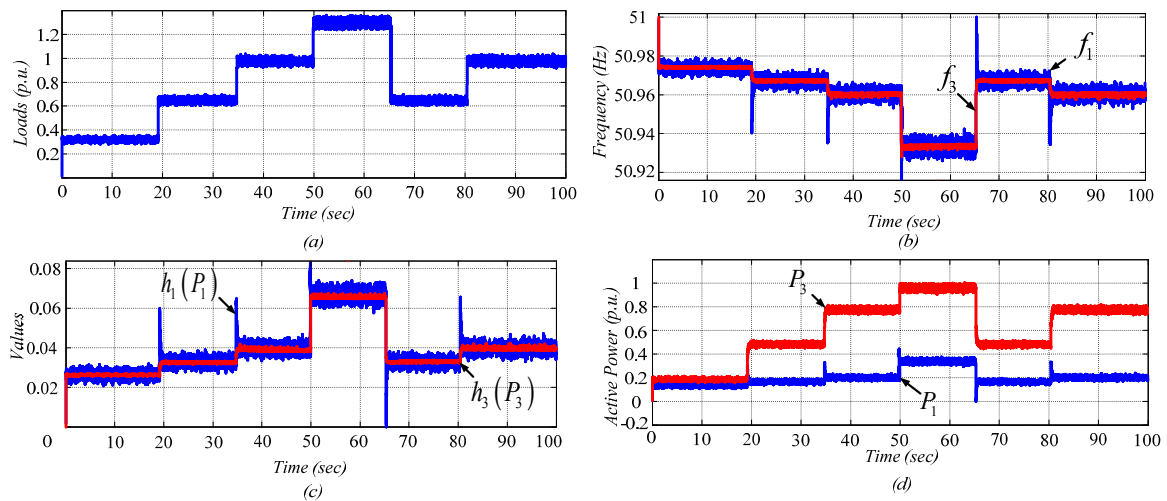 Loads (p.u.)
1.2
1
0.8
0.6
0.4
0.2
0 10 20 30 40 50 60 70 80 90 100
Time (sec)
(a)
Frequency (Hz)
51
50.98
50.96
50.94
50.92
f1
f3
0 10 20 30 40 50 60 70 80 90 100
Time (sec)
(b)
Values
0.08
0.06
0.04
0.02
h1(P1)
h3(P3)
0 10 20 30 40 50 60 70 80 90 100
Time (sec)
(c)
Active Power (p.u.)
1
0.8
0.6
0.4
0.2
0
-0.2
P3
P1
0 10 20 30 40 50 60 70 80 90 100
Time (sec)
(d)